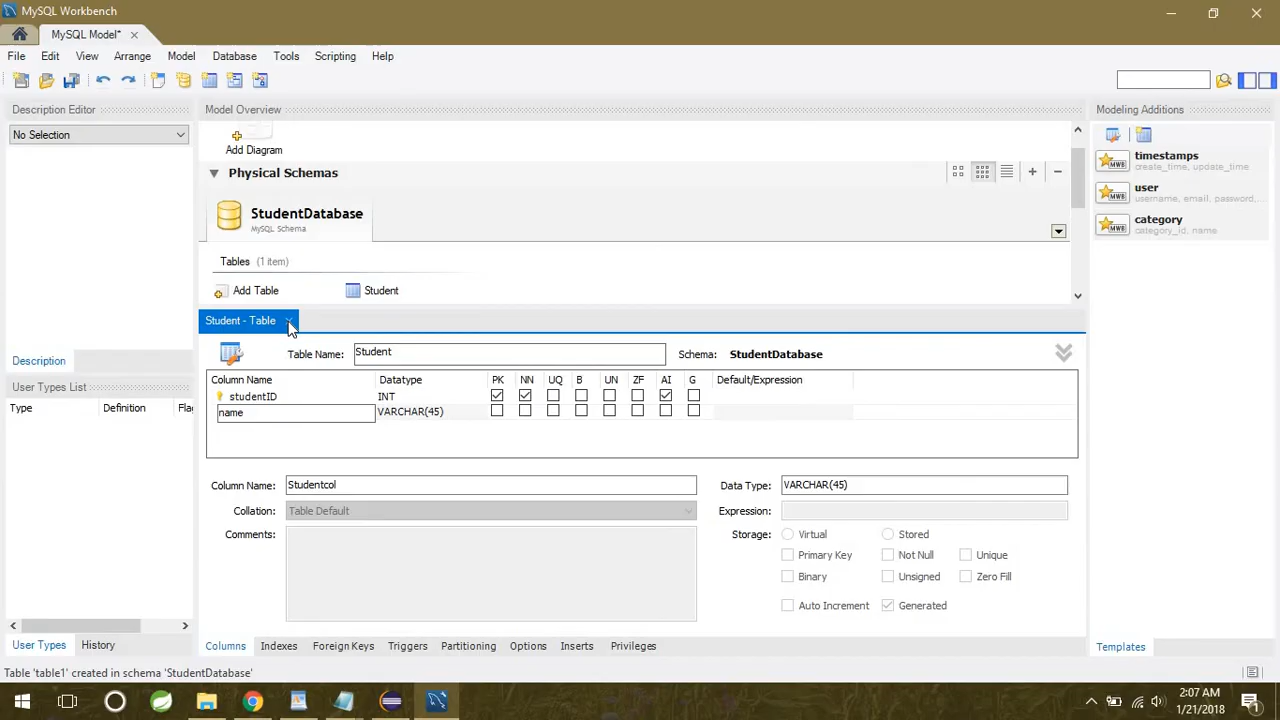 MySQL Workbench
MySQL Model*
File Edit View Arrange Model Database Tools Scripting Help
Description Editor
No Selection
Description
User Types List
Type Definition Flag
User Types History
Model Overview
Add Diagram
Physical Schemas
StudentDatabase
MySQL Schema
Tables (1 item)
Add Table
Student
Student - Table
Table Name: Student Schema: StudentDatabase
Column Name Datatype PK NN UQ B UN ZF AI G Default/Expression
studentID INT
name VARCHAR(45)
Column Name: Studentcol Data Type: VARCHAR(45)
Collation: Table Default Expression:
Comments: Storage: Virtual Stored
Primary Key Not Null Unique
Binary Unsigned Zero Fill
Auto Increment Generated
Columns Indexes Foreign Keys Triggers Partitioning Options Inserts Privileges
Modeling Additions
MWB
timestamps
create_time, update_time
MWB
user
username, email, password,...
MWB
category
category_id, name
Templates
Table 'table1' created in schema 'StudentDatabase'
2:07 AM
1/21/2018
1